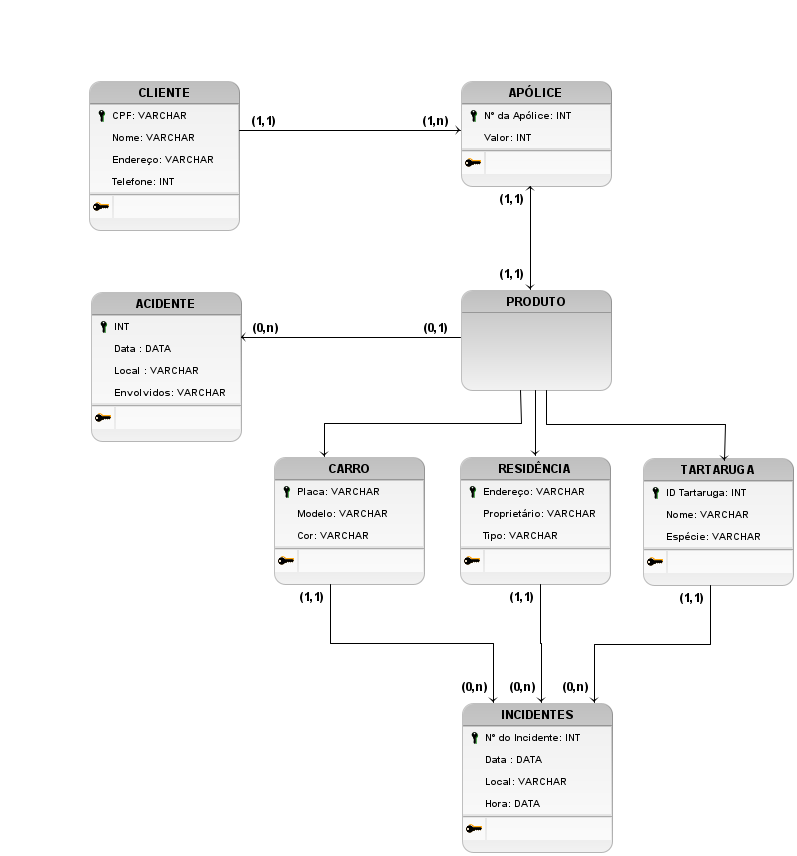 CLIENTE
CPF: VARCHAR
Nome: VARCHAR
Endereço: VARCHAR
Telefone: INT
(1,1)
(1,n)
APÓLICE
N° da Apólice: INT
Valor: INT
(1,1)
(1,1)
ACIDENTE
INT
Data : DATA
Local : VARCHAR
Envolvidos: VARCHAR
(0,n)
(0,1)
PRODUTO
CARRO
Placa: VARCHAR
Modelo: VARCHAR
Cor: VARCHAR
RESIDÊNCIA
Endereço: VARCHAR
Proprietário: VARCHAR
Tipo: VARCHAR
TARTARUGA
ID Tartaruga: INT
Nome: VARCHAR
Espécie: VARCHAR
(1,1)
(1,1)
(1,1)
(0,n)
(0,n)
(0,n)
INCIDENTES
N° do Incidente: INT
Data : DATA
Local: VARCHAR
Hora: DATA